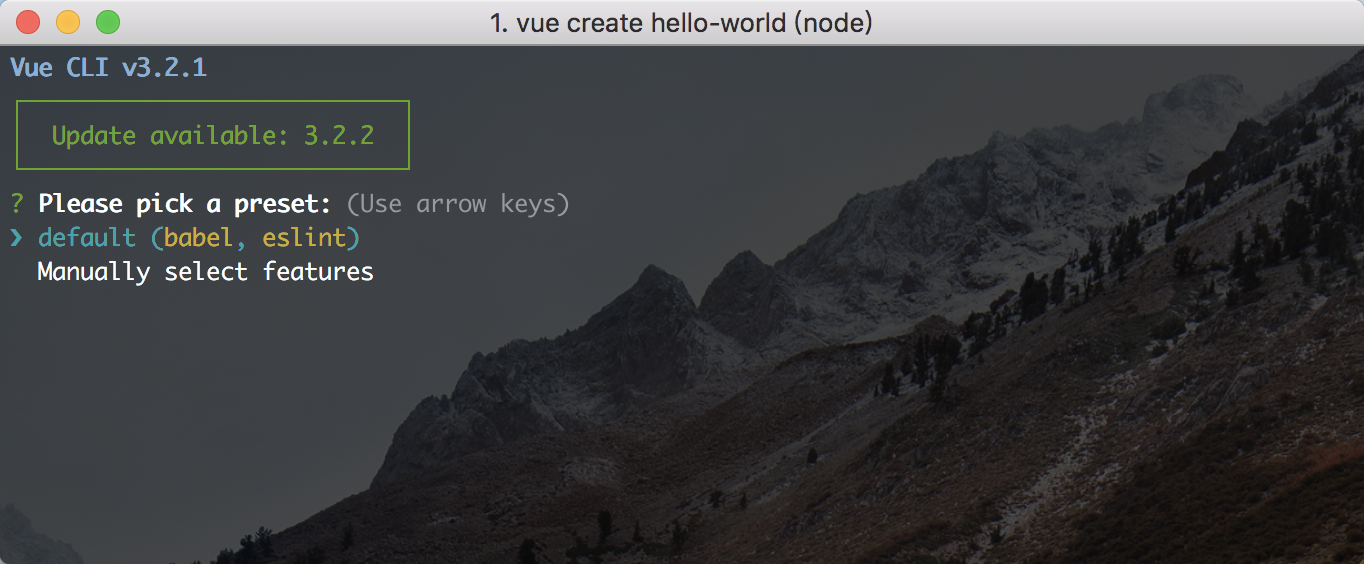 1. vue create hello-world (node)
Vue CLI v3.2.1
Update available: 3.2.2
? Please pick a preset: (Use arrow keys)
❯ default (babel, eslint)
Manually select features